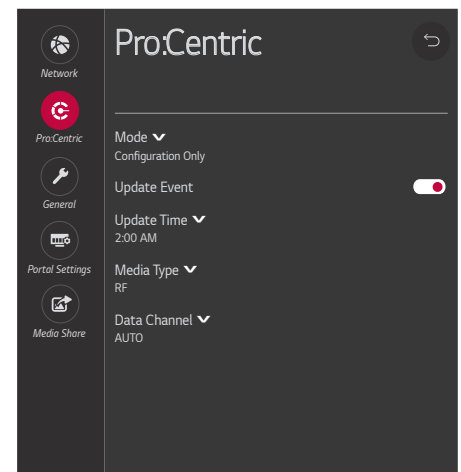 Pro:Centric
Network
Pro:Centric
General
Portal Settings
Media Share
Mode
Configuration Only
Update Event
Update Time
2:00 AM
Media Type
RF
Data Channel
AUTO